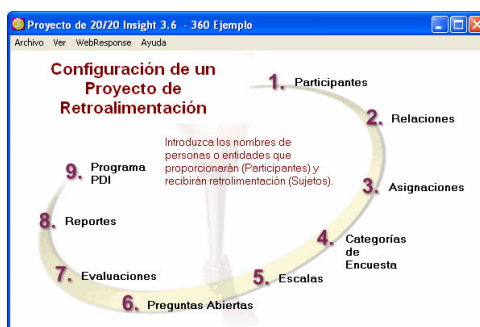 Proyecto de 20/20 Insight 3.6 - 360 Ejemplo
Archivo Ver WebResponse Ayuda
Configuración de un
Proyecto de
Retroalimentación
1. Participantes
2. Relaciones
Introduzca los nombres de
personas o entidades que
proporcionarán (Participantes) y
recibirán retrolimentación (Sujetos).
3. Asignaciones
4. Categorías
de
Encuesta
5. Escalas
6. Preguntas Abiertas
7. Evaluaciones
8. Reportes
9. Programa
PDI